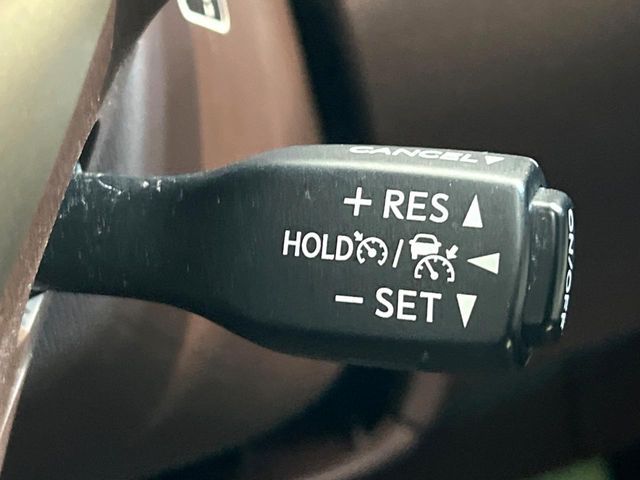 CANCEL▼
+ RES ▲
HOLD / ◀
− SET ▼
ON/OFF